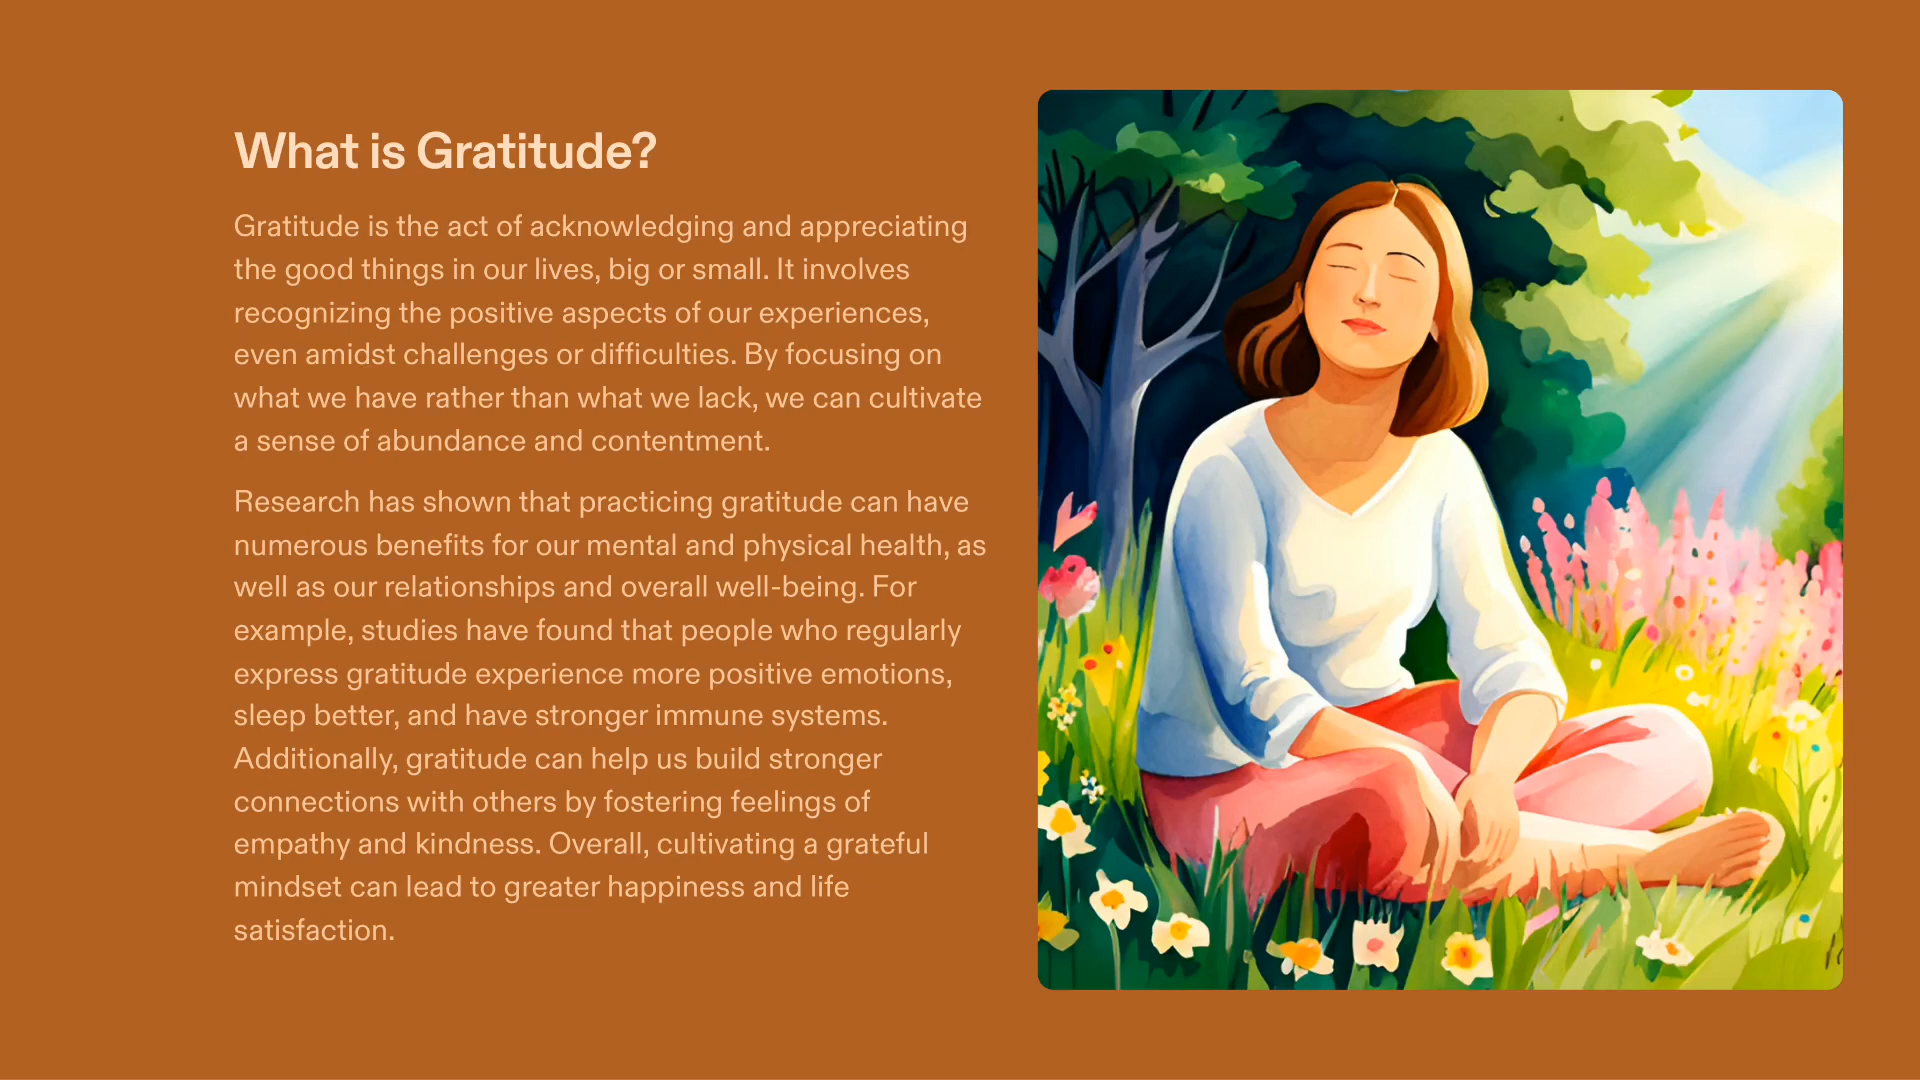 What is Gratitude?
Gratitude is the act of acknowledging and appreciating
the good things in our lives, big or small. It involves
recognizing the positive aspects of our experiences,
even amidst challenges or difficulties. By focusing on
what we have rather than what we lack, we can cultivate
a sense of abundance and contentment.
Research has shown that practicing gratitude can have
numerous benefits for our mental and physical health, as
well as our relationships and overall well-being. For
example, studies have found that people who regularly
express gratitude experience more positive emotions,
sleep better, and have stronger immune systems.
Additionally, gratitude can help us build stronger
connections with others by fostering feelings of
empathy and kindness. Overall, cultivating a grateful
mindset can lead to greater happiness and life
satisfaction.